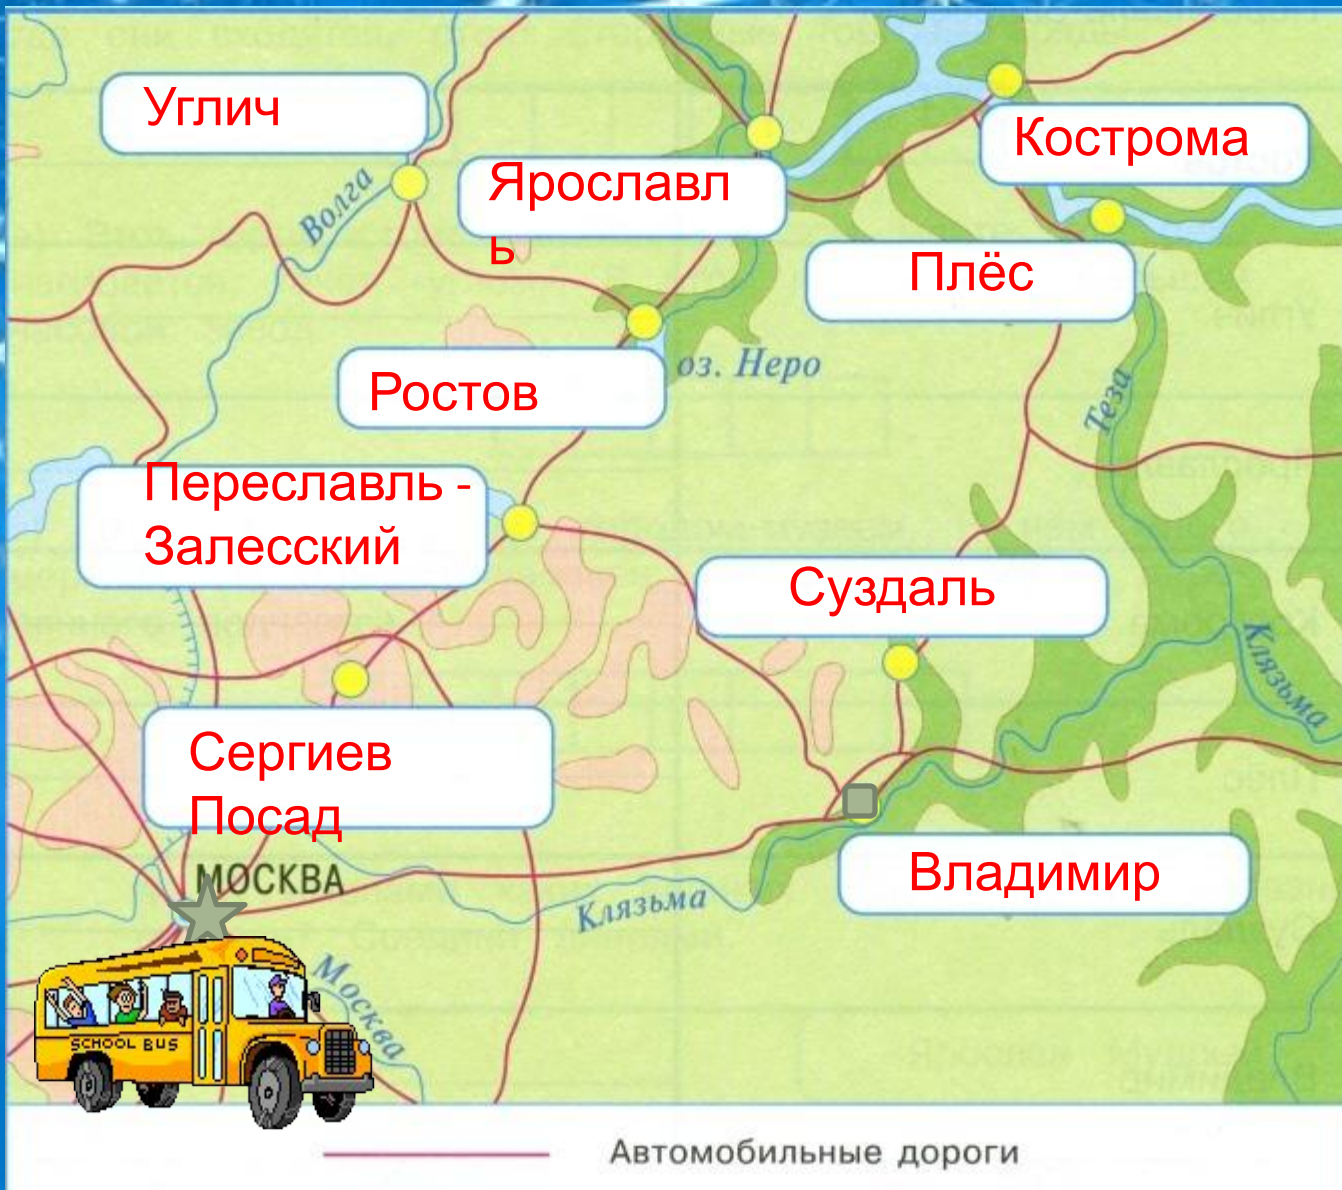 Углич
Кострома
Ярославл
ь
Волга
Плёс
оз. Неро
Ростов
Теза
Переславль -
Залесский
Суздаль
Клязьма
Сергиев
Посад
МОСКВА
Владимир
Клязьма
Москва
SCHOOL BUS
Автомобильные дороги